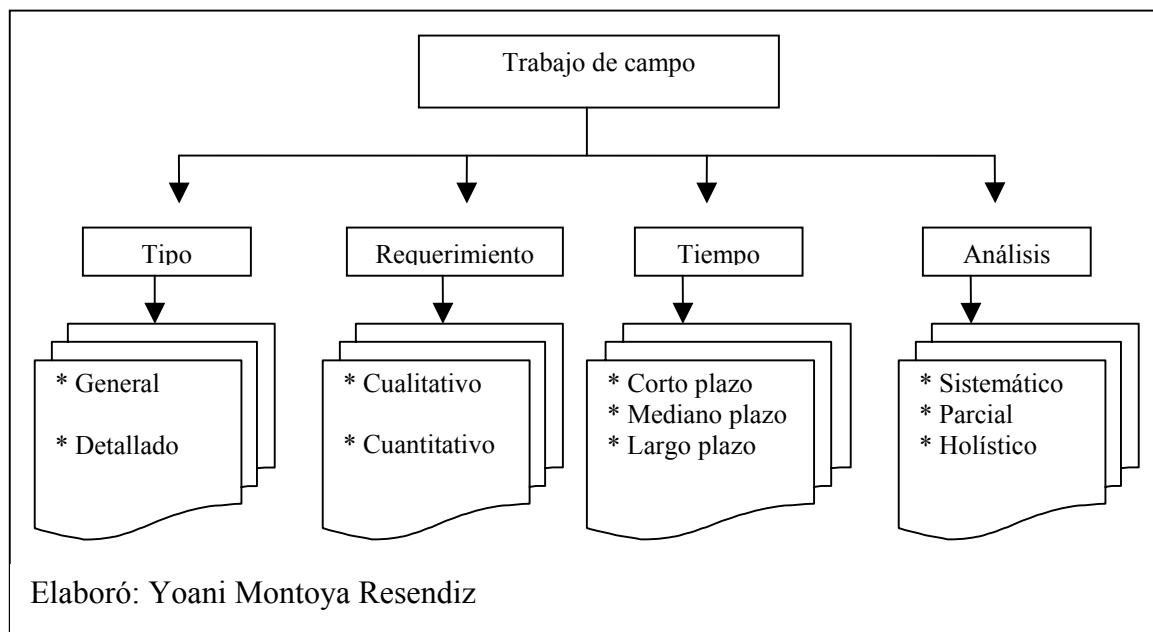 Trabajo de campo
Tipo
Requerimiento
Tiempo
Análisis
* General
* Detallado
* Cualitativo
* Cuantitativo
* Corto plazo
* Mediano plazo
* Largo plazo
* Sistemático
* Parcial
* Holístico
Elaboró: Yoani Montoya Resendiz